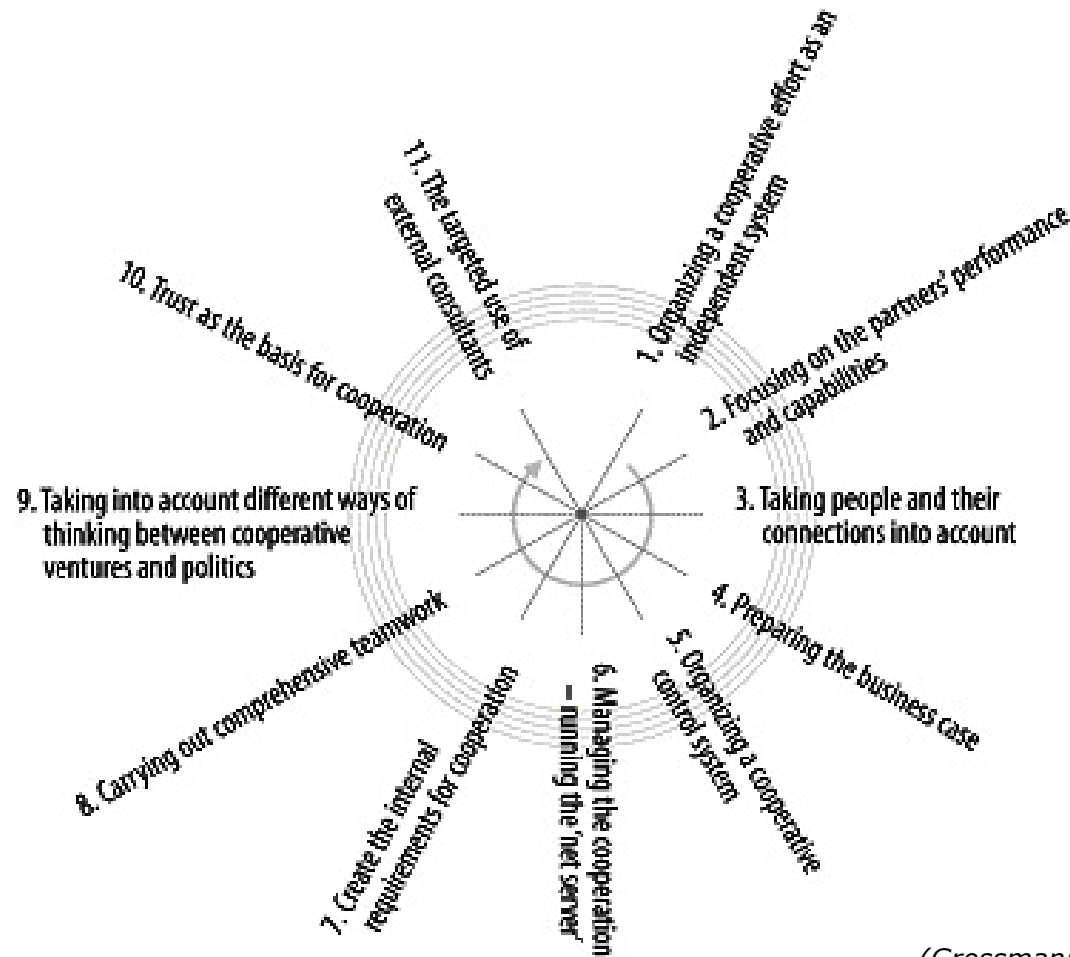 1. Organizing a cooperative effort as an
independent system
2. Focusing on the partners' performance
and capabilities
3. Taking people and their
connections into account
4. Preparing the business case
5. Organizing a cooperative
control system
6. Managing the cooperation
– running the 'net server'
7. Create the internal
requirements for cooperation
8. Carrying out comprehensive teamwork
9. Taking into account different ways of
thinking between cooperative
ventures and politics
10. Trust as the basis for cooperation
11. The targeted use of
external consultants